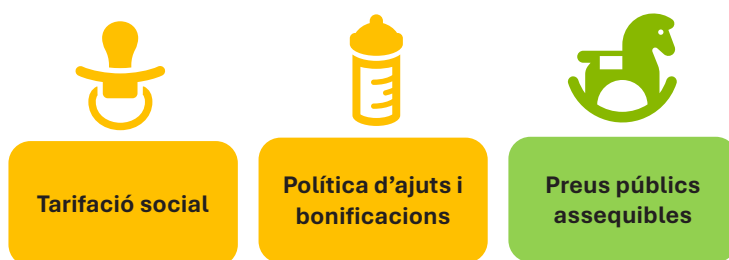 Tarifació social
Política d’ajuts i
bonificacions
Preus públics
assequibles